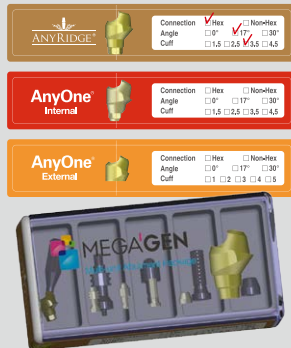 ANYRIDGE®
Connection □ Hex □ Non-Hex
Angle □ 0° □ 17° □ 30°
Cuff □ 1,5 □ 2,5 □ 3,5 □ 4,5
AnyOne®
Internal
Connection □ Hex □ Non-Hex
Angle □ 0° □ 17° □ 30°
Cuff □ 1,5 □ 2,5 □ 3,5 □ 4,5
AnyOne®
External
Connection □ Hex □ Non-Hex
Angle □ 0° □ 17° □ 30°
Cuff □ 1 □ 2 □ 3 □ 4 □ 5
MEGA'GEN